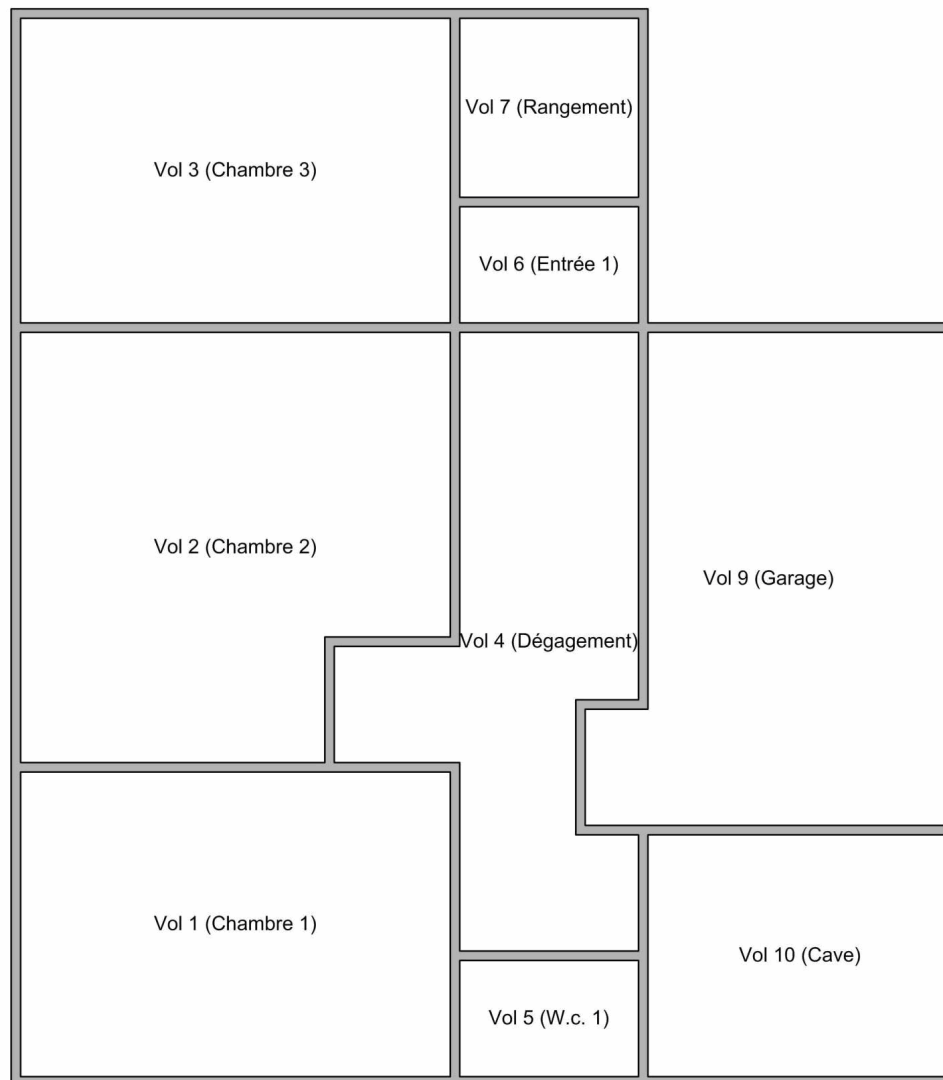 Vol 7 (Rangement)
Vol 3 (Chambre 3)
Vol 6 (Entrée 1)
Vol 2 (Chambre 2)
Vol 9 (Garage)
Vol 4 (Dégagement)
Vol 1 (Chambre 1)
Vol 10 (Cave)
Vol 5 (W.c. 1)